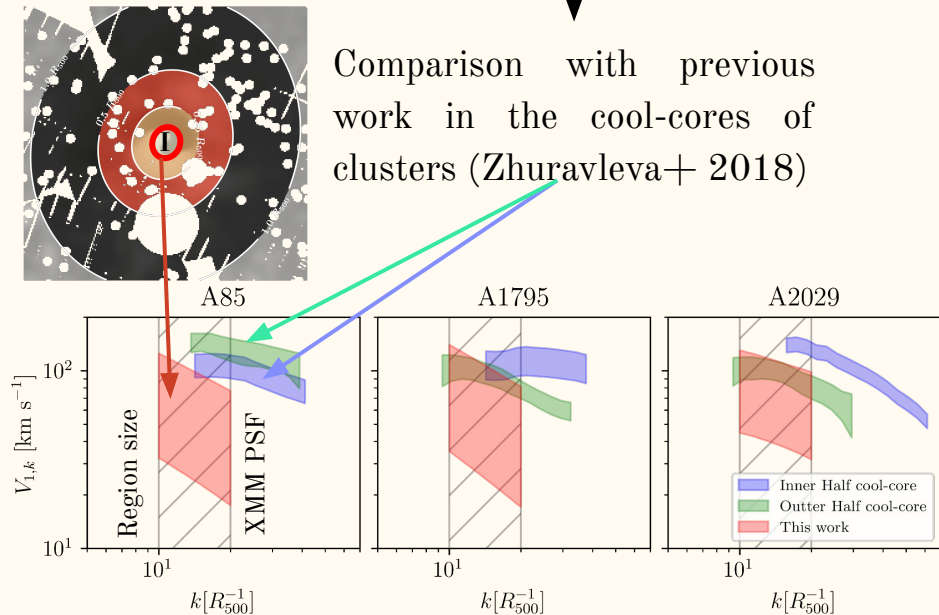 I
Comparison with previous
work in the cool-cores of
clusters (Zhuravleva+ 2018)
A85
A1795
A2029
V_{1,k} [km s^{-1}]
10^2
10^1
Region size
XMM PSF
Inner Half cool-core
Outter Half cool-core
This work
10^1
10^1
10^1
k[R_{500}^{-1}]
k[R_{500}^{-1}]
k[R_{500}^{-1}]